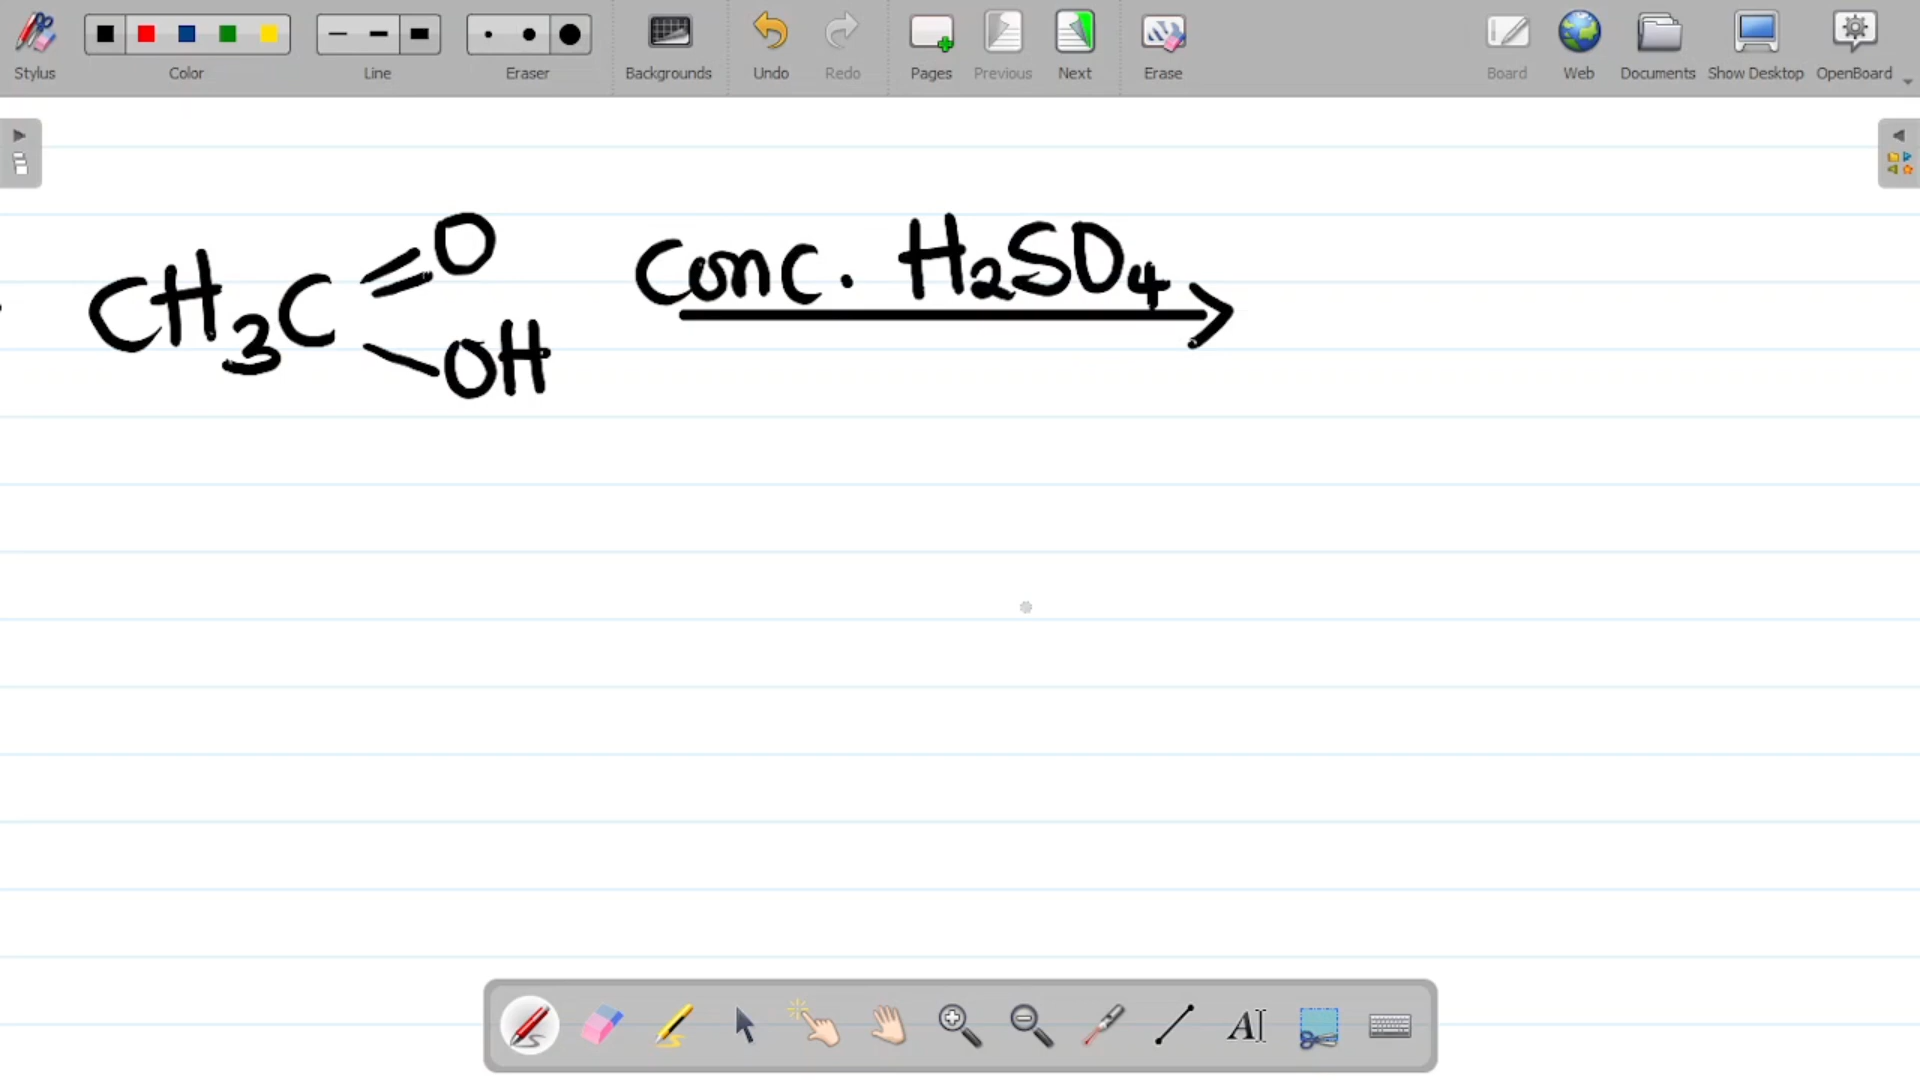 Stylus Color Line Eraser Backgrounds Undo Redo Pages Previous Next Erase Board Web Documents Show Desktop OpenBoard
CH3C =O -OH conc. H2SO4 →